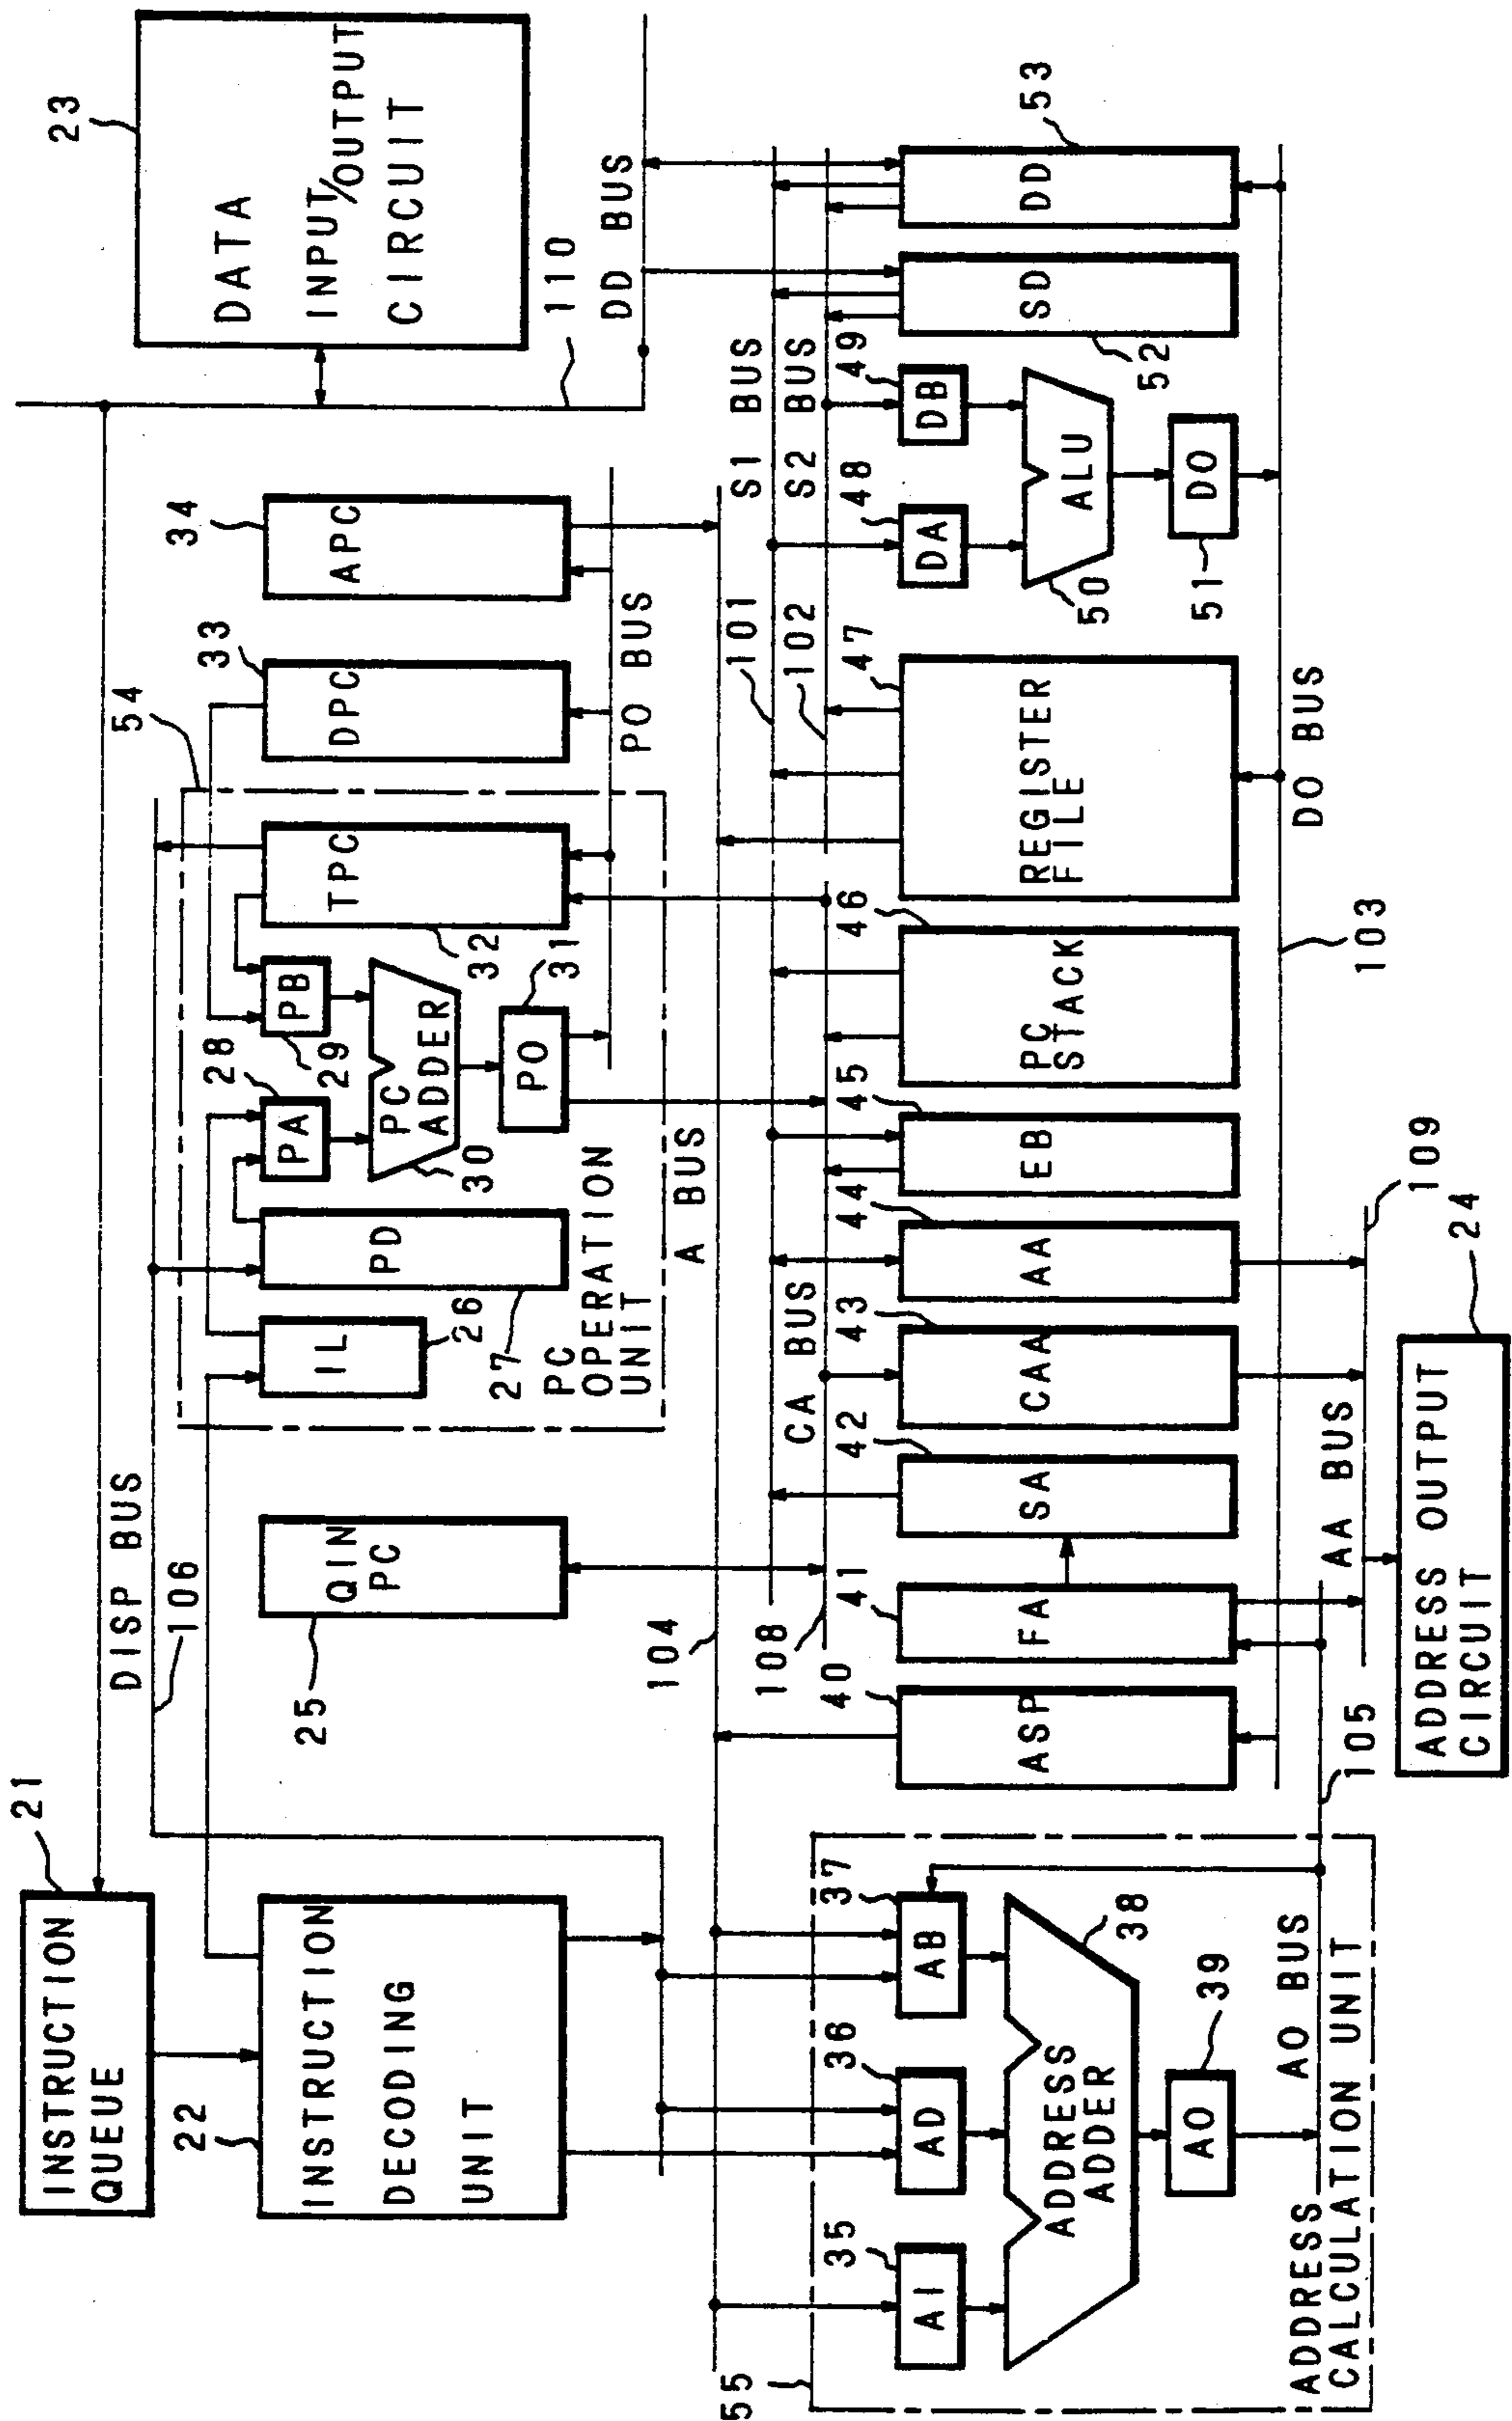 INSTRUCTION
QUEUE
21
INSTRUCTION
DECODING
UNIT
22
DISP BUS
106
DATA
INPUT/OUTPUT
CIRCUIT
23
110
DD BUS
QIN
PC
25
IL
26
PD
27
PC
OPERATION
UNIT
PA
28
PB
29
PC
ADDER
30
PO
31
TPC
32
54
DPC
33
APC
34
PO BUS
A BUS
104
S1 BUS
101
S2 BUS
102
CA BUS
108
55
AI
35
AD
36
AB
37
ADDRESS
ADDER
38
AO
39
AO BUS
105
ADDRESS
CALCULATION UNIT
ASP
40
FA
41
SA
42
CAA
43
AA
44
EB
45
PC
STACK
46
REGISTER
FILE
47
DA
48
DB
49
ALU
50
DO
51
SD
52
DD
53
DO BUS
103
AA BUS
109
ADDRESS OUTPUT
CIRCUIT
24